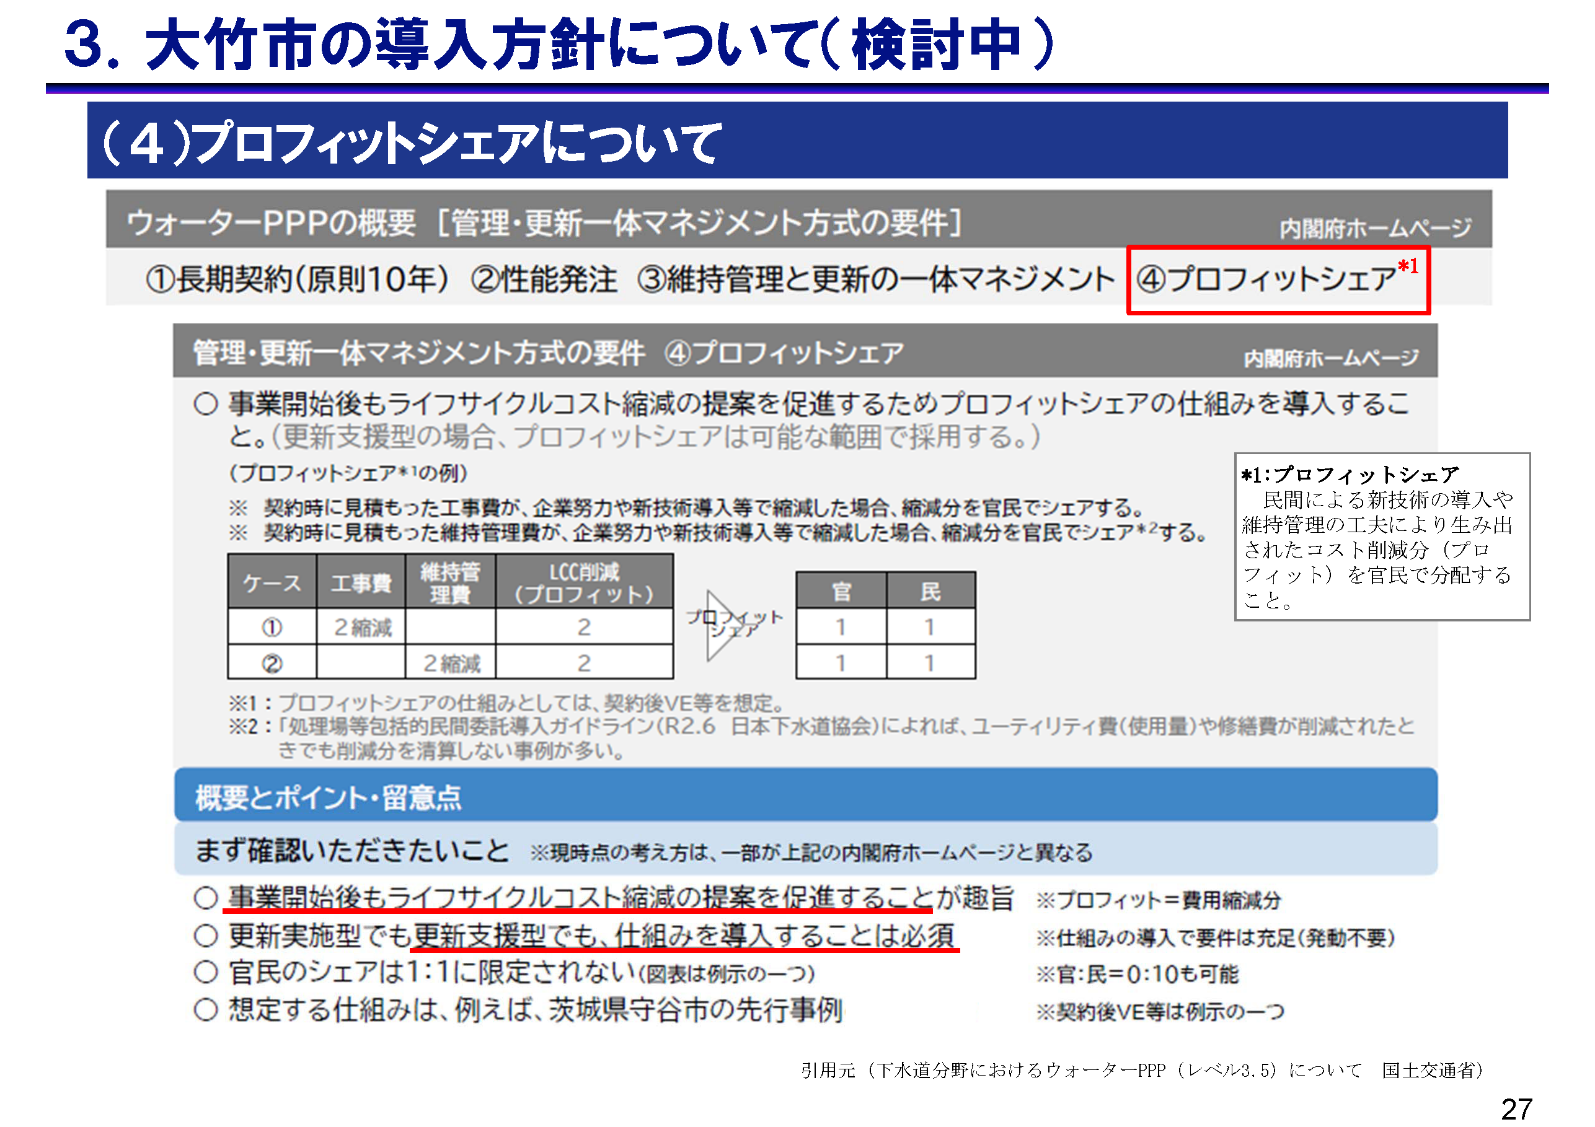 ３．大竹市の導入方針について（検討中）
（４）プロフィットシェアについて
ウォーターPPPの概要［管理・更新一体マネジメント方式の要件］ 内閣府ホームページ
①長期契約（原則10年） ②性能発注 ③維持管理と更新の一体マネジメント ④プロフィットシェア*1
管理・更新一体マネジメント方式の要件 ④プロフィットシェア 内閣府ホームページ
○ 事業開始後もライフサイクルコスト縮減の提案を促進するためプロフィットシェアの仕組みを導入するこ
と。（更新支援型の場合、プロフィットシェアは可能な範囲で採用する。）
（プロフィットシェア＊1の例）
※ 契約時に見積もった工事費が、企業努力や新技術導入等で縮減した場合、縮減分を官民でシェアする。
※ 契約時に見積もった維持管理費が、企業努力や新技術導入等で縮減した場合、縮減分を官民でシェア＊2する。
*1：プロフィットシェア
民間による新技術の導入や
維持管理の工夫により生み出
されたコスト削減分（プロ
フィット）を官民で分配する
こと。
ケース 工事費 維持管理費 LCC削減（プロフィット）
① ２縮減 2
② ２縮減 2
プロフィット
シェア
官 民
1 1
1 1
※1：プロフィットシェアの仕組みとしては、契約後VE等を想定。
※2：「処理場等包括的民間委託導入ガイドライン（R2.6 日本下水道協会）によれば、ユーティリティ費（使用量）や修繕費が削減されたと
きでも削減分を清算しない事例が多い。
概要とポイント・留意点
まず確認いただきたいこと ※現時点の考え方は、一部が上記の内閣府ホームページと異なる
○ 事業開始後もライフサイクルコスト縮減の提案を促進することが趣旨 ※プロフィット＝費用縮減分
○ 更新実施型でも更新支援型でも、仕組みを導入することは必須 ※仕組みの導入で要件は充足（発動不要）
○ 官民のシェアは1：1に限定されない（図表は例示の一つ） ※官：民＝0：10も可能
○ 想定する仕組みは、例えば、茨城県守谷市の先行事例 ※契約後VE等は例示の一つ
引用元（下水道分野におけるウォーターPPP（レベル3.5）について 国土交通省）
27